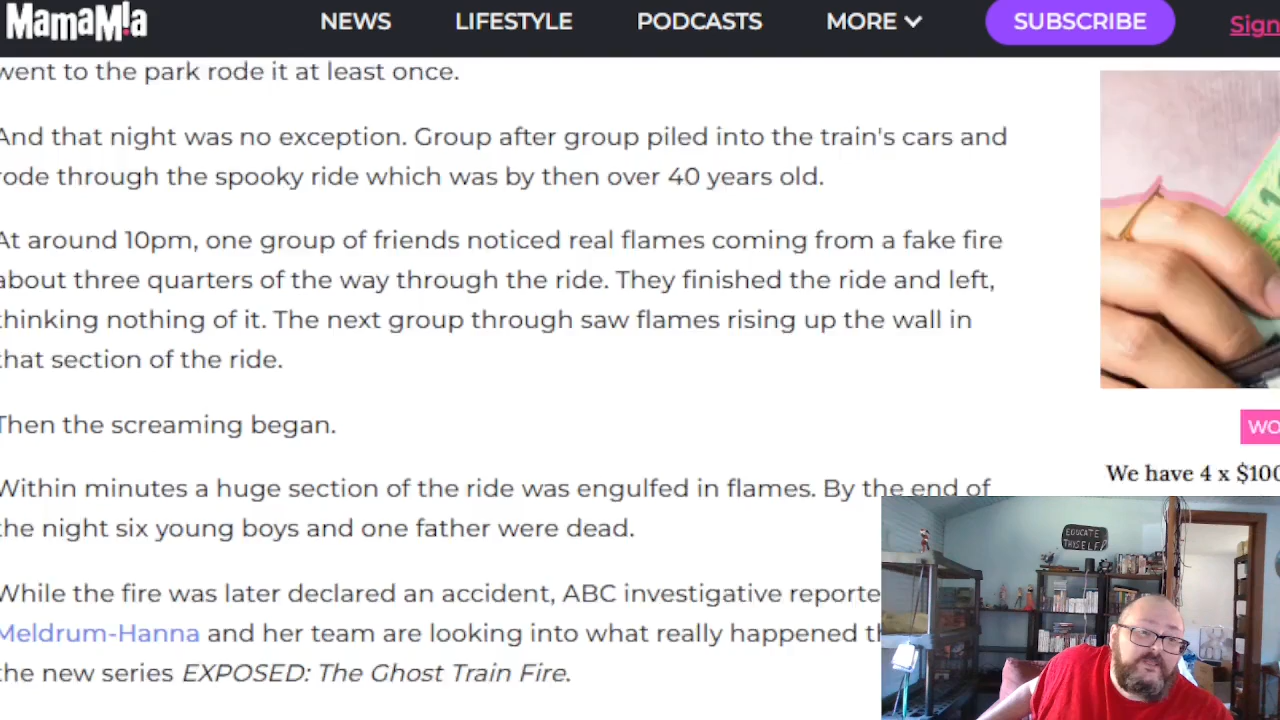 MamaMia NEWS LIFESTYLE PODCASTS MORE SUBSCRIBE Sign
went to the park rode it at least once.
And that night was no exception. Group after group piled into the train's cars and
rode through the spooky ride which was by then over 40 years old.
At around 10pm, one group of friends noticed real flames coming from a fake fire
about three quarters of the way through the ride. They finished the ride and left,
thinking nothing of it. The next group through saw flames rising up the wall in
that section of the ride.
Then the screaming began.
Within minutes a huge section of the ride was engulfed in flames. By the end of
the night six young boys and one father were dead.
While the fire was later declared an accident, ABC investigative reporte
Meldrum-Hanna and her team are looking into what really happened th
the new series EXPOSED: The Ghost Train Fire.
WO
We have 4 x $100
EDUCATE
THYSELF